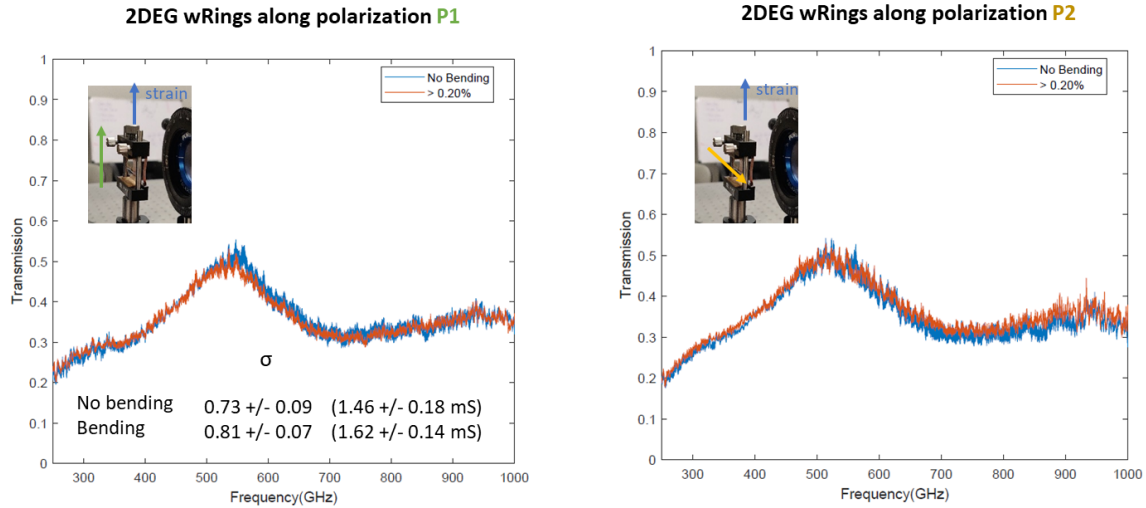 2DEG wRings along polarization P1
1
0.9
0.8
0.7
0.6
0.5
0.4
0.3
0.2
0.1
0
Transmission
No Bending
> 0.20%
strain
σ
No bending 0.73 +/- 0.09 (1.46 +/- 0.18 mS)
Bending 0.81 +/- 0.07 (1.62 +/- 0.14 mS)
300 400 500 600 700 800 900 1000
Frequency(GHz)
2DEG wRings along polarization P2
1
0.9
0.8
0.7
0.6
0.5
0.4
0.3
0.2
0.1
0
Transmission
No Bending
> 0.20%
strain
300 400 500 600 700 800 900 1000
Frequency(GHz)